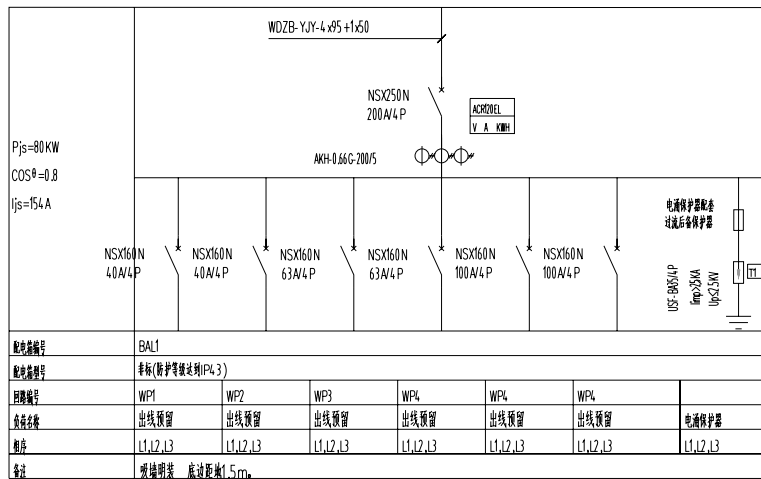 WDZB-YJY-4x95+1x50
NSX250N
200A/4P
ACR120EL
V A KWH
AKH-0.66G-200/5
Pjs=80KW
COSθ=0.8
Ijs=154A
NSX160N
40A/4P
NSX160N
40A/4P
NSX160N
63A/4P
NSX160N
63A/4P
NSX160N
100A/4P
NSX160N
100A/4P
电涌保护器配套
过流后备保护器
USF-BA05/4P
Iimp>25KA
Up≤2.5KV
T1
配电箱编号 BAL1
配电箱型号 非标(防护等级达到IP43)
回路编号 WP1 WP2 WP3 WP4 WP4 WP4
负荷名称 出线预留 出线预留 出线预留 出线预留 出线预留 出线预留 电涌保护器
相序 L1,L2,L3 L1,L2,L3 L1,L2,L3 L1,L2,L3 L1,L2,L3 L1,L2,L3 L1,L2,L3
备注 吸墙明装 底边距地1.5m。